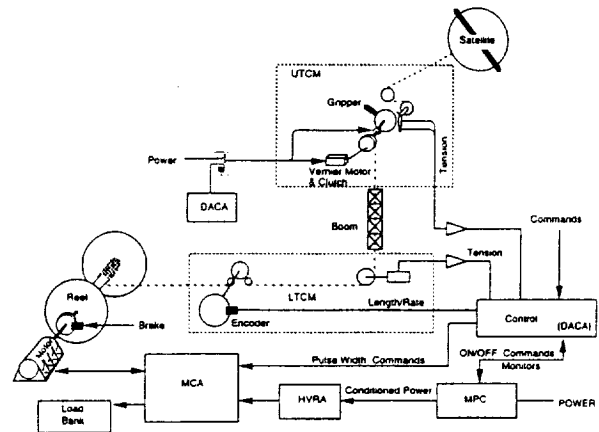 Satellite
UTCM
Gripper
Power
Vernier Motor
& Clutch
Tension
DACA
Boom
Commands
Tension
Reel
LTCM
Length/Rate
Encoder
Brake
Motor
Control
(DACA)
Pulse Width Commands
ON/OFF Commands
Monitors
MCA
Conditioned Power
HVRA
MPC
POWER
Load
Bank